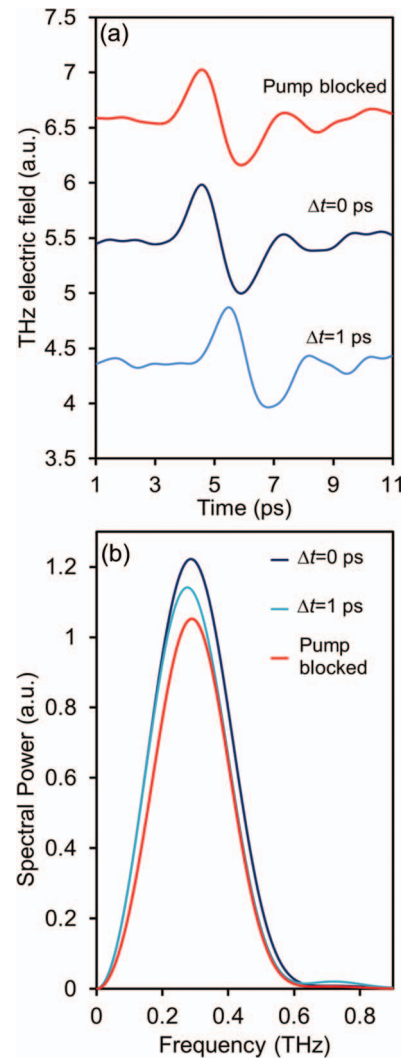 (a)
7.5
7
6.5
6
5.5
5
4.5
4
3.5
THz electric field (a.u.)
Pump blocked
Δt=0 ps
Δt=1 ps
1 3 5 7 9 11
Time (ps)
(b)
1.2
1
0.8
0.6
0.4
0.2
0
Spectral Power (a.u.)
Δt=0 ps
Δt=1 ps
Pump
blocked
0 0.2 0.4 0.6 0.8
Frequency (THz)